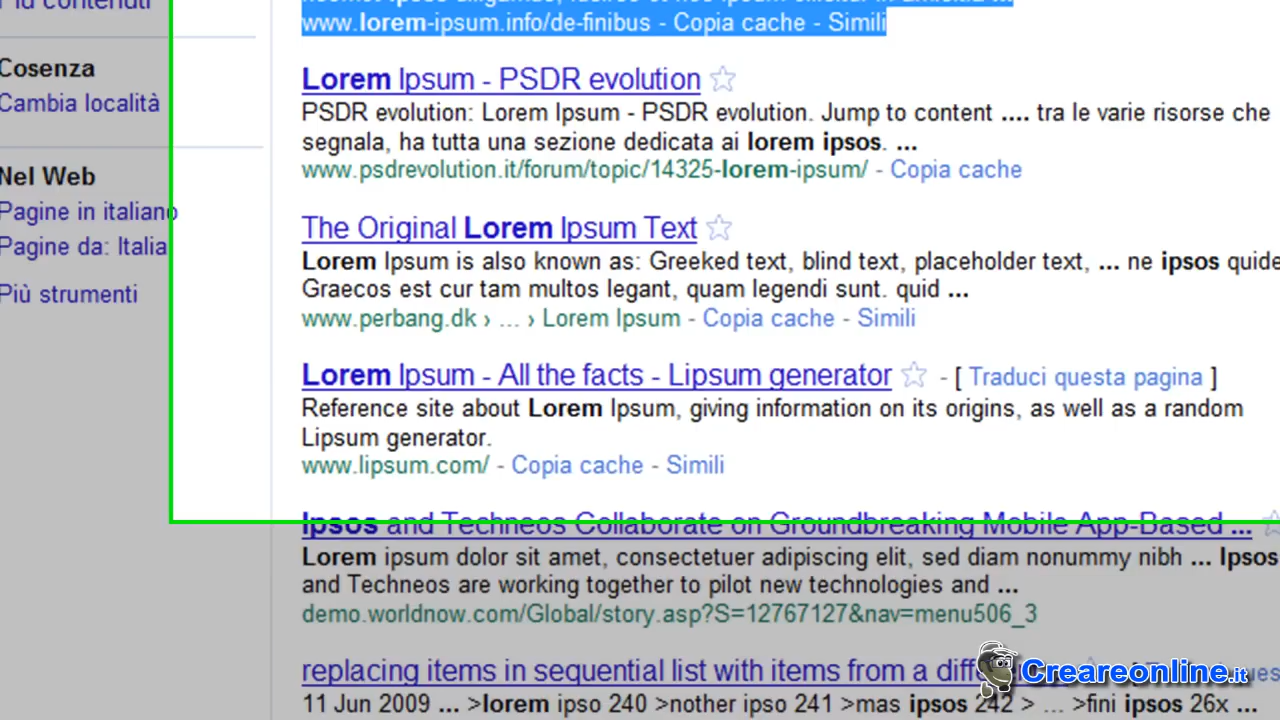 Più contenuti
Cosenza
Cambia località
Nel Web
Pagine in italiano
Pagine da: Italia
Più strumenti
www.lorem-ipsum.info/de-finibus - Copia cache - Simili
Lorem Ipsum - PSDR evolution
PSDR evolution: Lorem Ipsum - PSDR evolution. Jump to content .... tra le varie risorse che
segnala, ha tutta una sezione dedicata ai lorem ipsos. ...
www.psdrevolution.it/forum/topic/14325-lorem-ipsum/ - Copia cache
The Original Lorem Ipsum Text
Lorem Ipsum is also known as: Greeked text, blind text, placeholder text, ... ne ipsos quide
Graecos est cur tam multos legant, quam legendi sunt. quid ...
www.perbang.dk › ... › Lorem Ipsum - Copia cache - Simili
Lorem Ipsum - All the facts - Lipsum generator - [ Traduci questa pagina ]
Reference site about Lorem Ipsum, giving information on its origins, as well as a random
Lipsum generator.
www.lipsum.com/ - Copia cache - Simili
Ipsos and Techneos Collaborate on Groundbreaking Mobile App-Based ...
Lorem ipsum dolor sit amet, consectetuer adipiscing elit, sed diam nonummy nibh ... Ipsos
and Techneos are working together to pilot new technologies and ...
demo.worldnow.com/Global/story.asp?S=12767127&nav=menu506_3
replacing items in sequential list with items from a diff
11 Jun 2009 ... >lorem ipso 240 >nother ipso 241 >mas ipsos 242 > ... >fini ipsos 26x ...
Creareonline.it